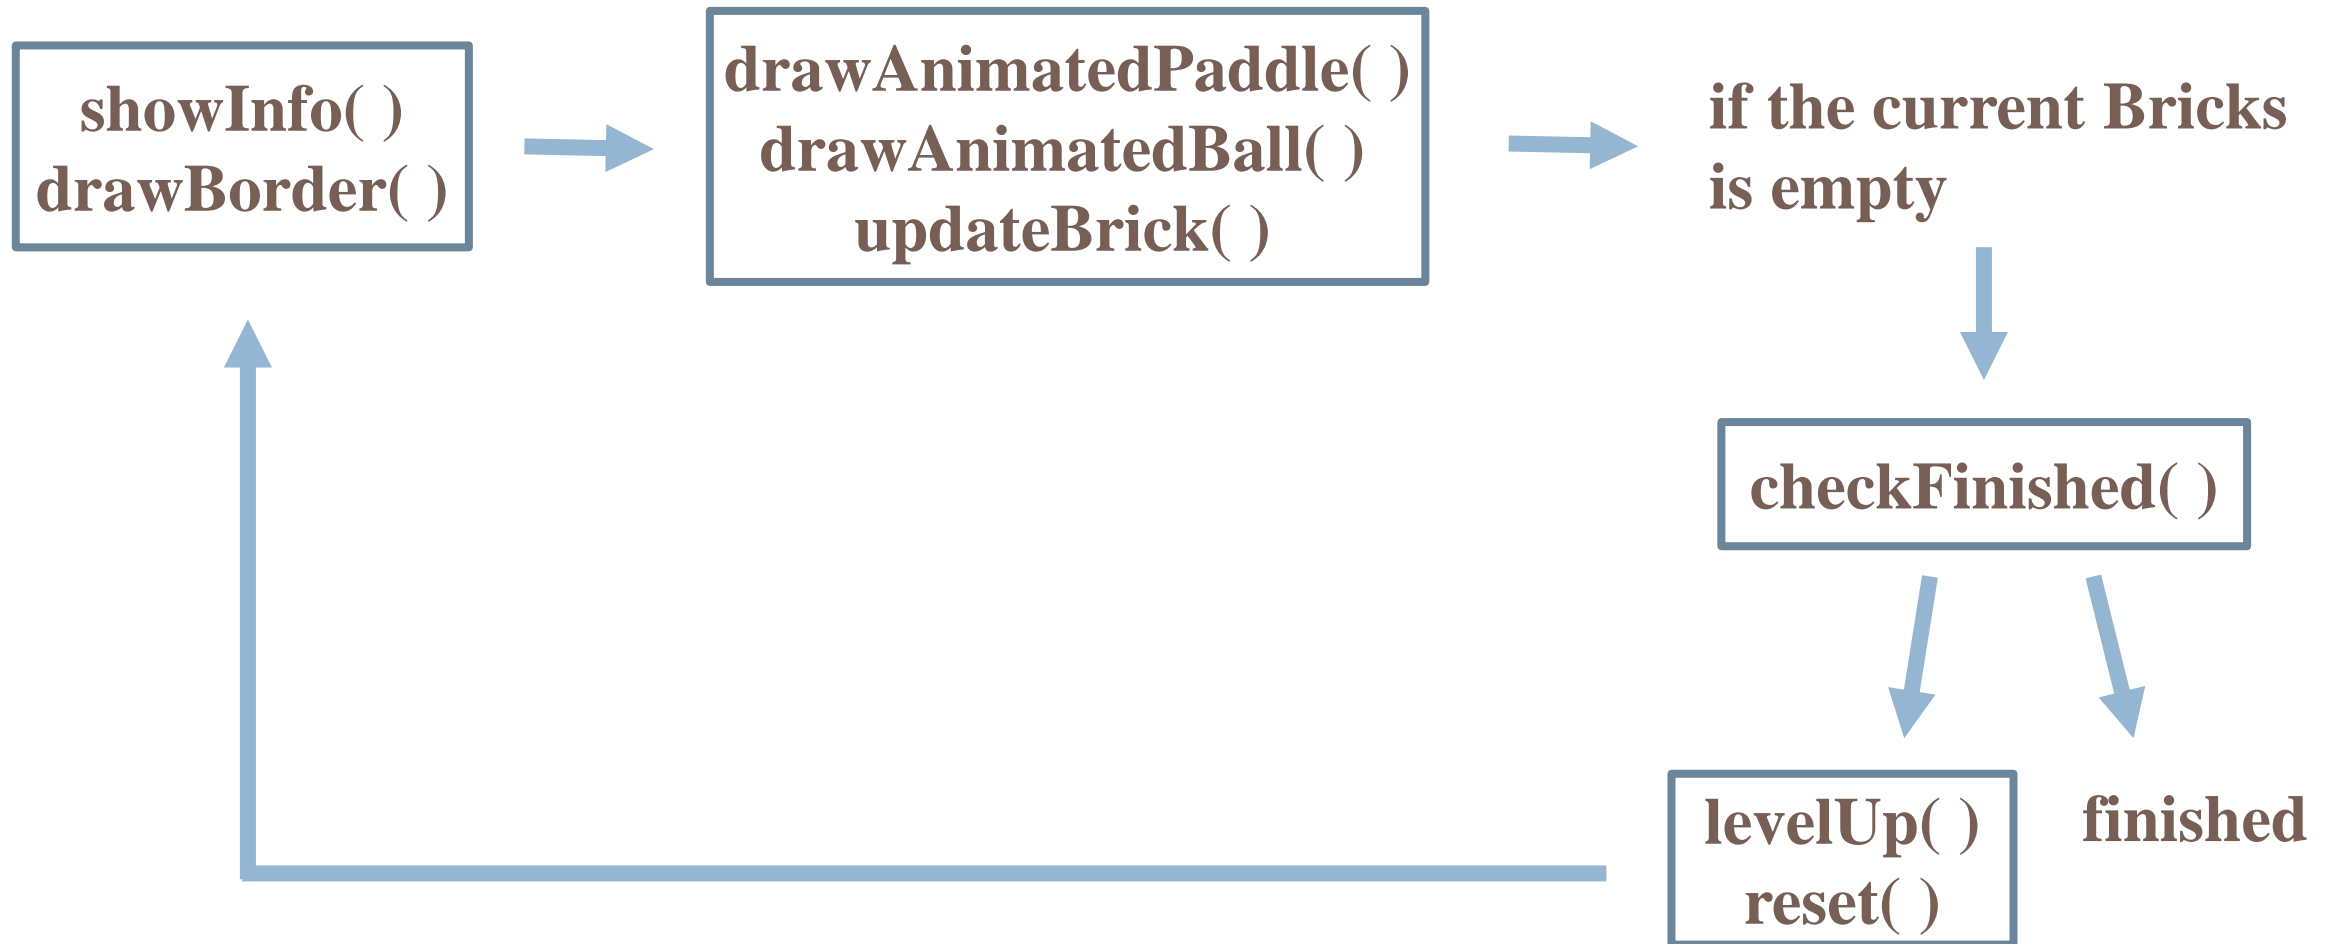 showInfo( )
drawBorder( )
drawAnimatedPaddle( )
drawAnimatedBall( )
updateBrick( )
if the current Bricks
is empty
checkFinished( )
levelUp( )
reset( )
finished